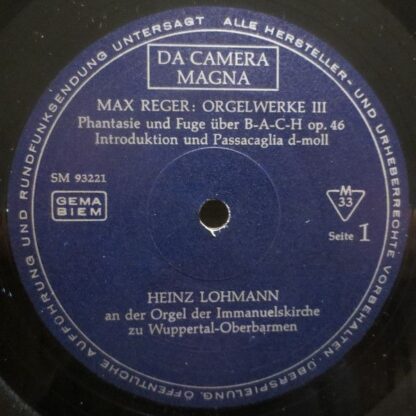 DA CAMERA
MAGNA
MAX REGER: ORGELWERKE III
Phantasie und Fuge über B-A-C-H op. 46
Introduktion und Passacaglia d-moll
SM 93221
GEMA
BIEM
M
33
Seite 1
HEINZ LOHMANN
an der Orgel der Immanuelskirche
zu Wuppertal-Oberbarmen
ALLE HERSTELLER- UND URHEBERRECHTE VORBEHALTEN · ÜBERSPIELUNG, ÖFFENTLICHE AUFFÜHRUNG UND RUNDFUNKSENDUNG UNTERSAGT